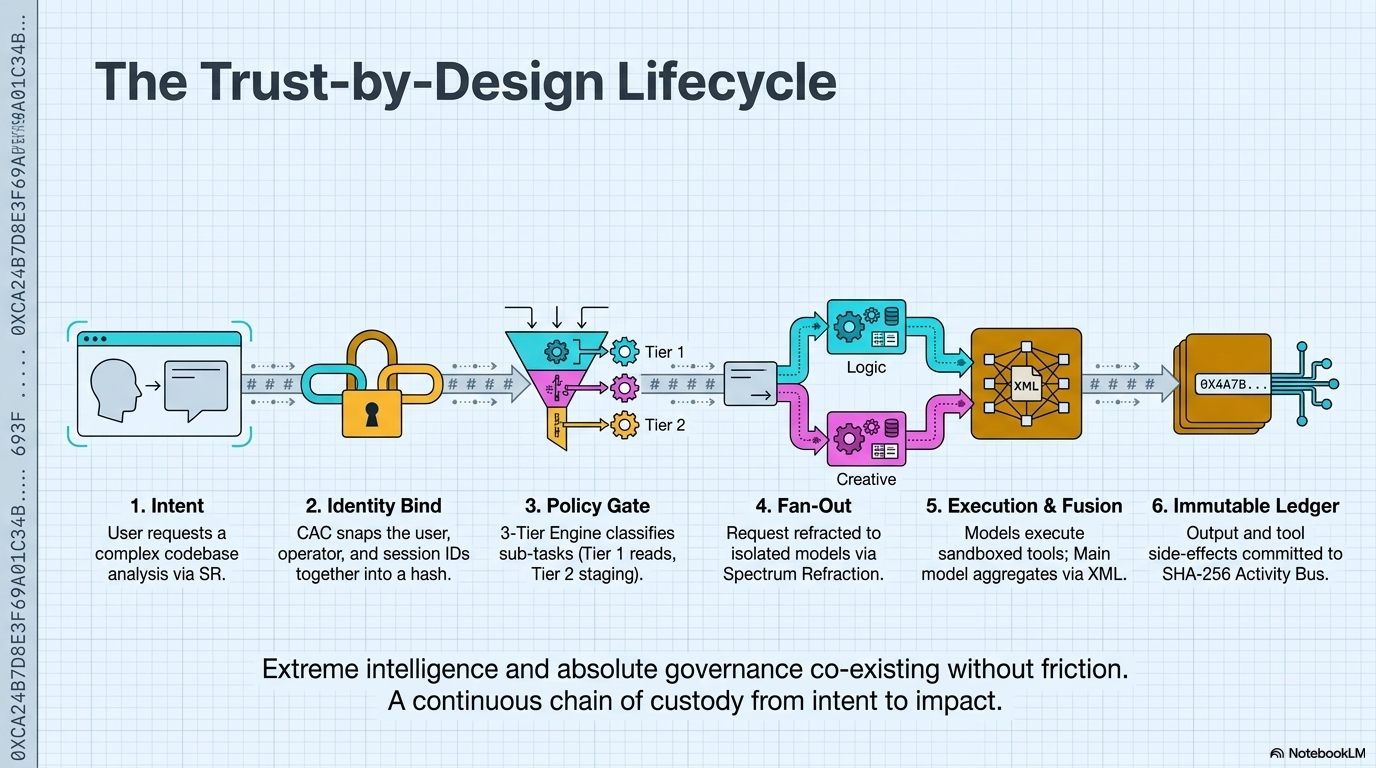 The Trust-by-Design Lifecycle
0XCA24B7D8E3F69A01C34B..... 693F ..... 0XCA24B7D8E3F69A
9A01C34B...
# # #
# # # #
Tier 1
Tier 2
# # # #
Logic
Creative
XML
# # # #
0X4A7B...
1. Intent
User requests a
complex codebase
analysis via SR.
2. Identity Bind
CAC snaps the user,
operator, and session IDs
together into a hash.
3. Policy Gate
3-Tier Engine classifies
sub-tasks (Tier 1 reads,
Tier 2 staging).
4. Fan-Out
Request refracted to
isolated models via
Spectrum Refraction.
5. Execution & Fusion
Models execute
sandboxed tools; Main
model aggregates via XML.
6. Immutable Ledger
Output and tool
side-effects committed to
SHA-256 Activity Bus.
Extreme intelligence and absolute governance co-existing without friction.
A continuous chain of custody from intent to impact.
NotebookLM